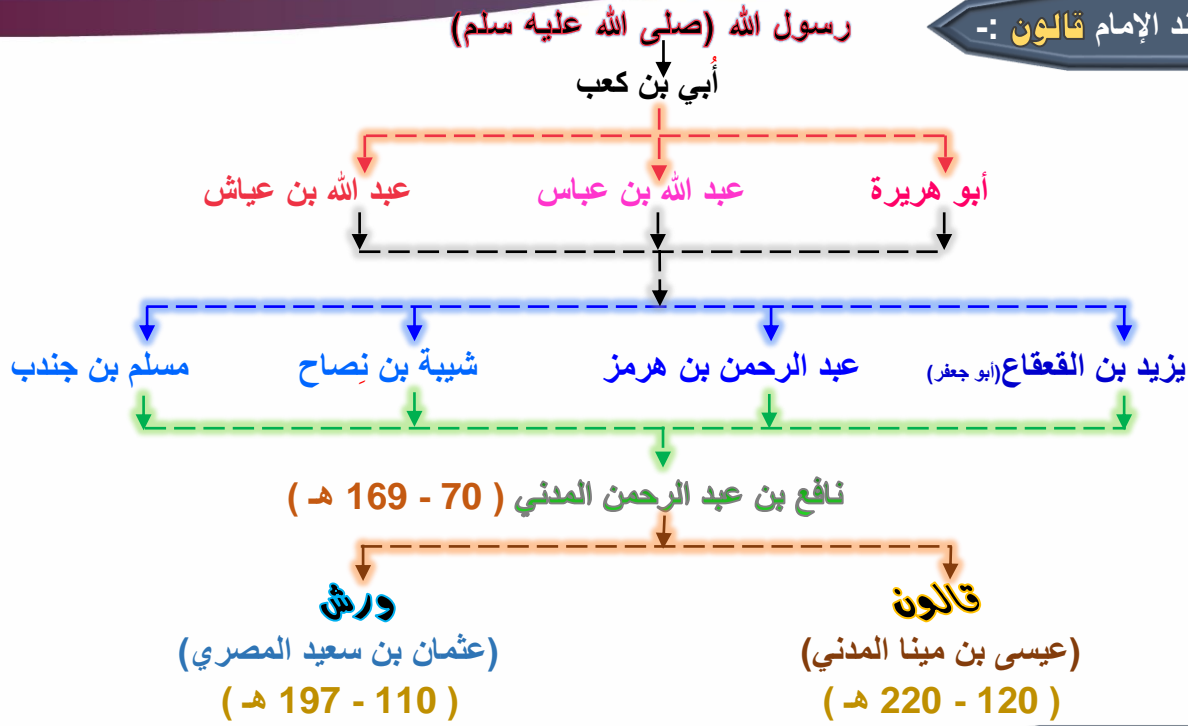 الإمام قالون :-
رسول الله (صلى الله عليه سلم)
أُبي بن كعب
أبو هريرة
عبد الله بن عباس
عبد الله بن عياش
يزيد بن القعقاع(أبو جعفر)
عبد الرحمن بن هرمز
شيبة بن نِصاح
مسلم بن جندب
نافع بن عبد الرحمن المدني ( 70 - 169 هـ )
قالون
ورش
(عيسى بن مينا المدني)
(عثمان بن سعيد المصري)
( 120 - 220 هـ )
( 110 - 197 هـ )